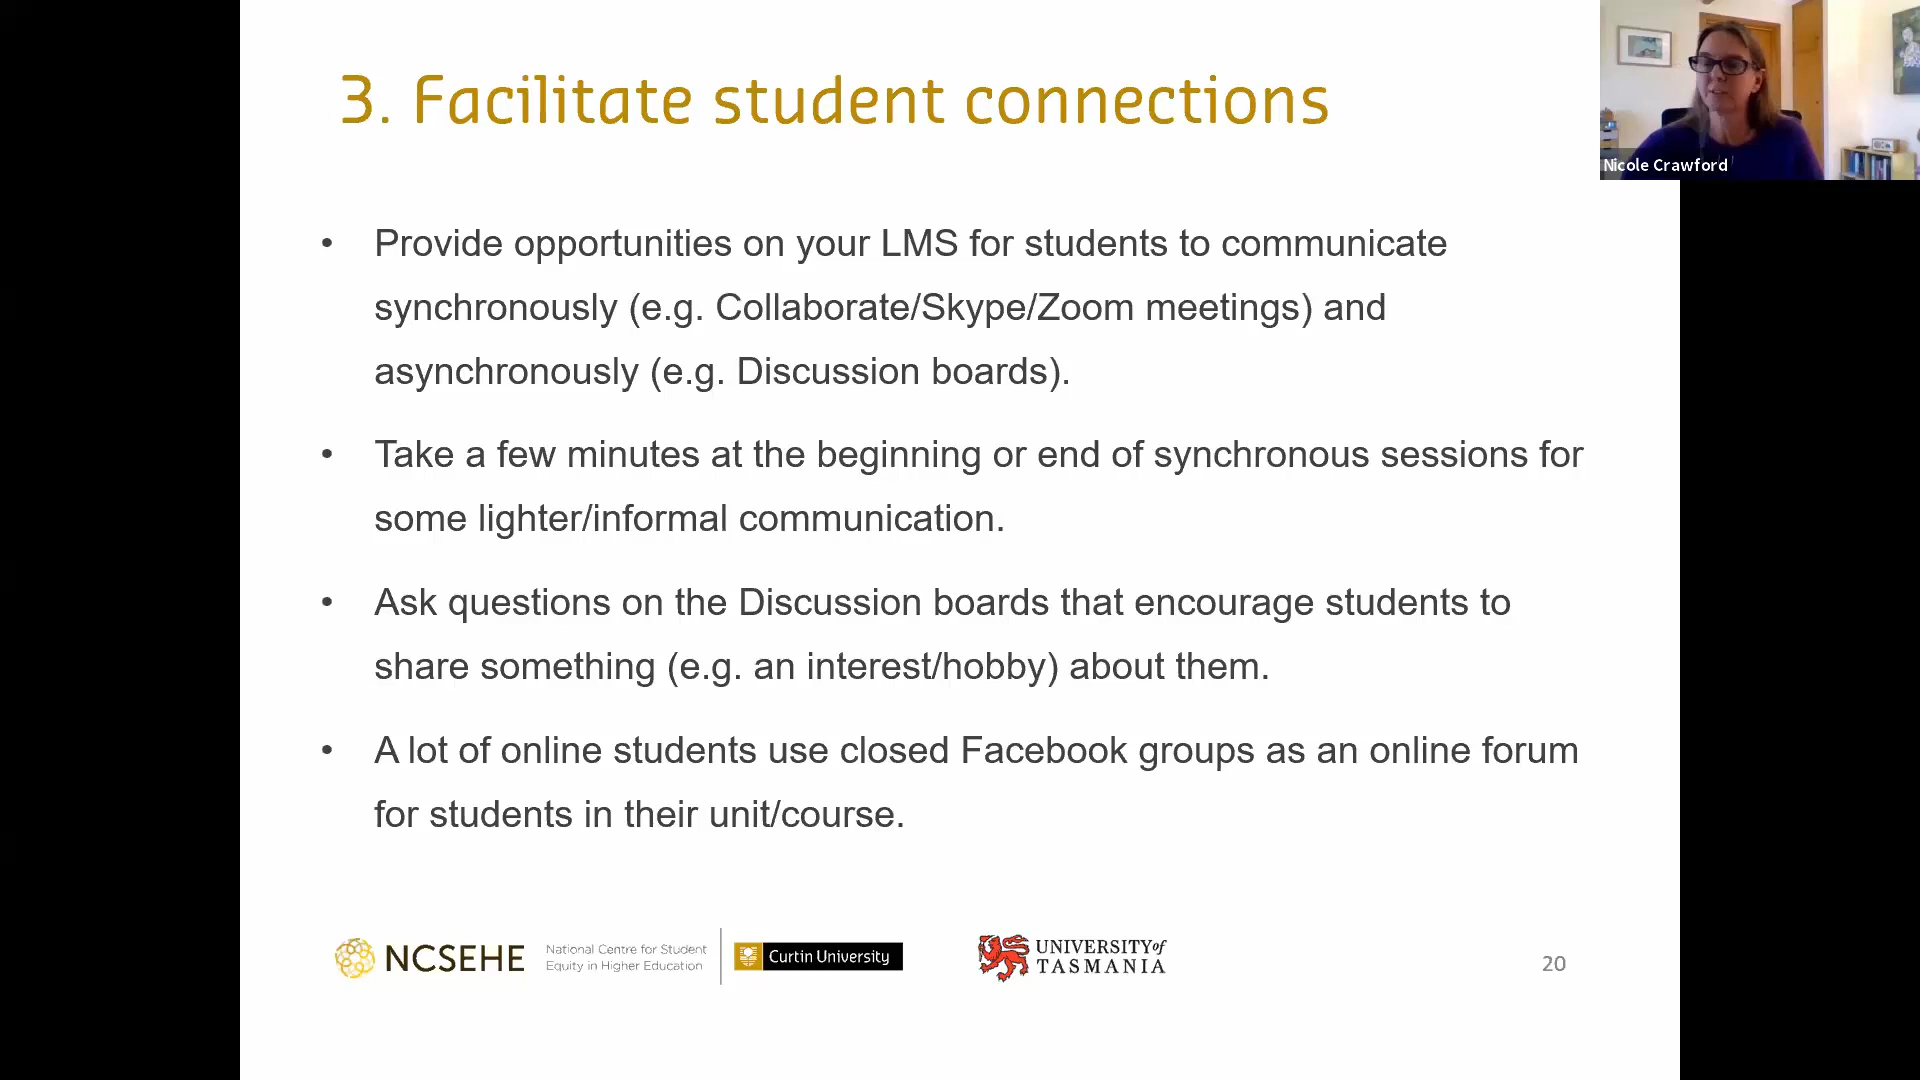 3. Facilitate student connections
Nicole Crawford
• Provide opportunities on your LMS for students to communicate
synchronously (e.g. Collaborate/Skype/Zoom meetings) and
asynchronously (e.g. Discussion boards).
• Take a few minutes at the beginning or end of synchronous sessions for
some lighter/informal communication.
• Ask questions on the Discussion boards that encourage students to
share something (e.g. an interest/hobby) about them.
• A lot of online students use closed Facebook groups as an online forum
for students in their unit/course.
NCSEHE
National Centre for Student
Equity in Higher Education
Curtin University
UNIVERSITY of
TASMANIA
20